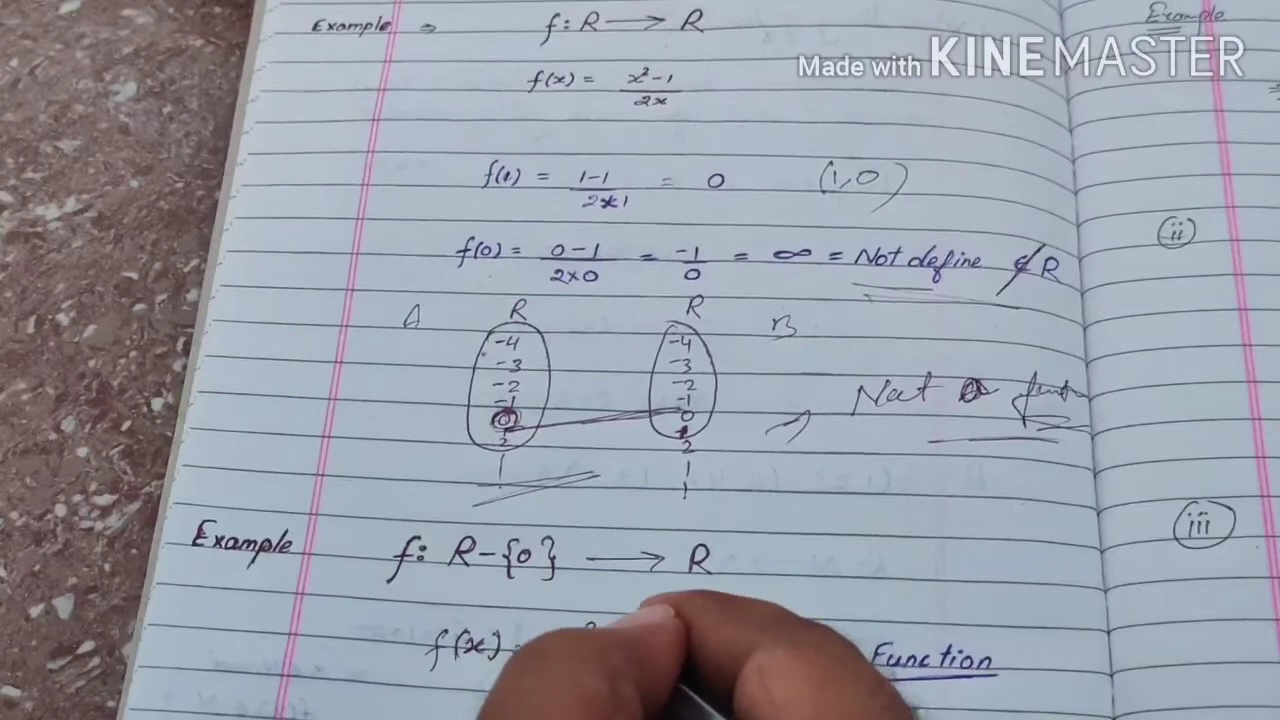 Example ⇒ f : R ⟶ R
Example
Made with KINEMASTER
f(x) = x²-1 / 2x
f(1) = 1-1 / 2×1 = 0 (1,0)
(ii)
f(0) = 0-1 / 2×0 = -1 / 0 = ∞ = Not define ∉ R
A R R B
-4 -4
-3 -3
-2 -2
-1 -1
0 0
2 2
Not a
(iii)
Example f: R-{0} ⟶ R
f(x)
Function